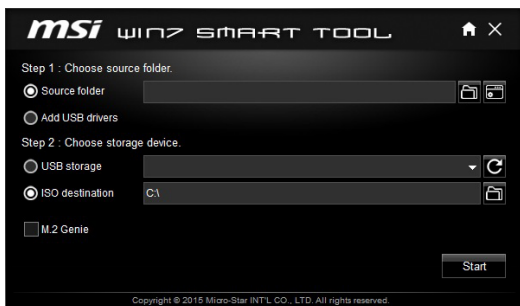 msi WIN7 SMART TOOL
Step 1 : Choose source folder.
Source folder
Add USB drivers
Step 2 : Choose storage device.
USB storage
ISO destination C:\
M.2 Genie
Start
Copyright © 2015 Micro-Star INT'L CO., LTD. All rights reserved.